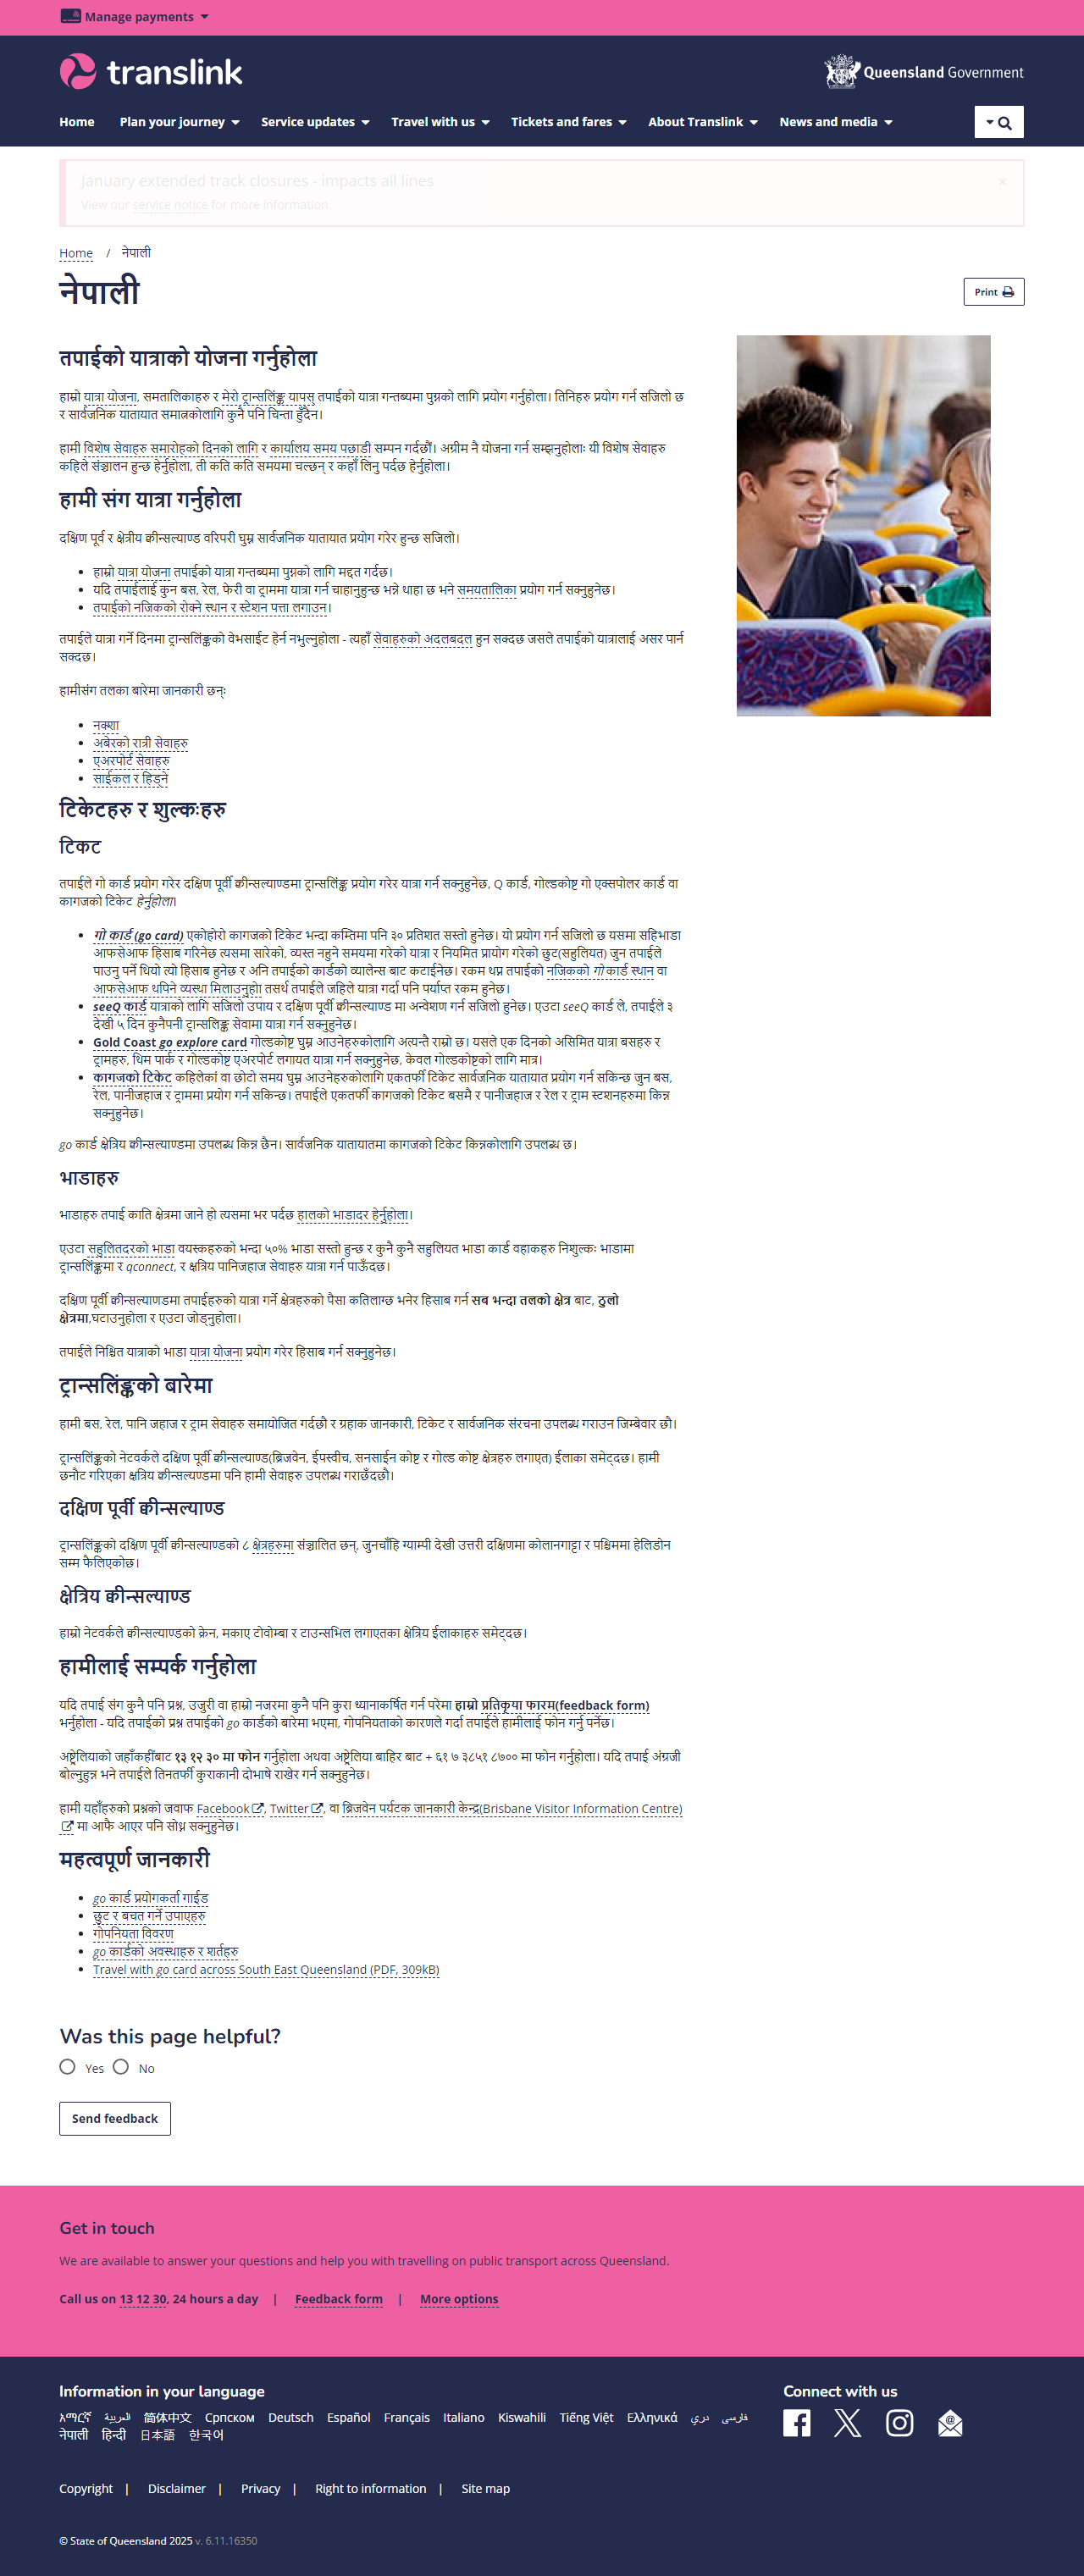 Manage payments
translink
Queensland Government
Home Plan your journey Service updates Travel with us Tickets and fares About Translink News and media
January extended track closures - impacts all lines ×
View our service notice for more information.
Home / नेपाली
नेपाली
Print
तपाईको यात्राको योजना गर्नुहोला
हाम्रो यात्रा योजना, समतालिकाहरु र मेरो ट्रान्सलिंङ्क यापस् तपाईको यात्रा गन्तब्यमा पुग्नको लागि प्रयोग गर्नुहोला। तिनिहरु प्रयोग गर्न सजिलो छ
र सार्वजनिक यातायात समात्नकोलागि कुनै पनि चिन्ता हुँदैन।
हामी विशेष सेवाहरु समारोहको दिनको लागि र कार्यालय समय पछाडी सम्पन गर्दछौं। अग्रीम नै योजना गर्न सम्झनुहोलाः यी विशेष सेवाहरु
कहिले संञ्चालन हुन्छ हेर्नुहोला, ती कति कति समयमा चल्छन् र कहाँ लिनु पर्दछ हेर्नुहोला।
हामी संग यात्रा गर्नुहोला
दक्षिण पूर्व र क्षेत्रीय क्वीन्सल्याण्ड वरिपरी घुम्न सार्वजनिक यातायात प्रयोग गरेर हुन्छ सजिलो।
हाम्रो यात्रा योजना तपाईको यात्रा गन्तब्यमा पुग्नको लागि मद्दत गर्दछ।
यदि तपाईलाई कुन बस, रेल, फेरी वा ट्राममा यात्रा गर्न चाहानुहुन्छ भन्ने थाहा छ भने समयतालिका प्रयोग गर्न सक्नुहुनेछ।
तपाईको नजिकको रोक्ने स्थान र स्टेशन पत्ता लगाउन।
तपाईले यात्रा गर्ने दिनमा ट्रान्सलिंङ्कको वेभसाईट हेर्न नभुल्नुहोला - त्यहाँ सेवाहरुको अदलबदल हुन सक्दछ जसले तपाईको यात्रालाई असर पार्न
सक्दछ।
हामीसंग तलका बारेमा जानकारी छन्ः
नक्शा
अबेरको रात्री सेवाहरु
एअरपोर्ट सेवाहरु
साईकल र हिड्ने
टिकेटहरु र शुल्कःहरु
टिकट
तपाईले गो कार्ड प्रयोग गरेर दक्षिण पूर्वी क्वीन्सल्याण्डमा ट्रान्सलिंङ्क प्रयोग गरेर यात्रा गर्न सक्नुहुनेछ, Q कार्ड, गोल्डकोष्ट गो एक्सपोलर कार्ड वा
कागजको टिकेट हेर्नुहोला।
गो कार्ड (go card) एकोहोरो कागजको टिकेट भन्दा कम्तिमा पनि ३० प्रतिशत सस्तो हुनेछ। यो प्रयोग गर्न सजिलो छ यसमा सहिभाडा
आफसेआफ हिसाब गरिनेछ त्यसमा सारेको, व्यस्त नहुने समयमा गरेको यात्रा र नियमित प्रायोग गरेको छुट(सहुलियत) जुन तपाईले
पाउनु पर्ने थियो त्यो हिसाब हुनेछ र अनि तपाईको कार्डको व्यालेन्स बाट कटाईनेछ। रकम थप्न तपाईको नजिकको गो कार्ड स्थान वा
आफसेआफ थपिने व्यस्था मिलाउनुहोा तसर्थ तपाईले जहिले यात्रा गर्दा पनि पर्याप्त रकम हुनेछ।
seeQ कार्ड यात्राको लागि सजिलो उपाय र दक्षिण पूर्वी क्वीन्सल्याण्ड मा अन्वेशण गर्न सजिलो हुनेछ। एउटा seeQ कार्ड ले, तपाईले ३
देखी ५ दिन कुनैपनी ट्रान्सलिङ्क सेवामा यात्रा गर्न सक्नुहुनेछ।
Gold Coast go explore card गोल्डकोष्ट घुम्न आउनेहरुकोलागि अत्यन्तै राम्रो छ। यसले एक दिनको असिमित यात्रा बसहरु र
ट्रामहरु, थिम पार्क र गोल्डकोष्ट एअरपोर्ट लगायत यात्रा गर्न सक्नुहुनेछ, केवल गोल्डकोष्टको लागि मात्र।
कागजको टिकेट कहिलेकां वा छोटो समय घुम्न आउनेहरुकोलागि एकतर्फी टिकेट सार्वजनिक यातायात प्रयोग गर्न सकिन्छ जुन बस,
रेल, पानीजहाज र ट्राममा प्रयोग गर्न सकिन्छ। तपाईले एकतर्फी कागजको टिकेट बसमै र पानीजहाज र रेल र ट्राम स्टशनहरुमा किन्न
सक्नुहुनेछ।
go कार्ड क्षेत्रिय क्वीन्सल्याण्डमा उपलब्ध किन्न छैन। सार्वजनिक यातायातमा कागजको टिकेट किन्नकोलागि उपलब्ध छ।
भाडाहरु
भाडाहरु तपाई काति क्षेत्रमा जाने हो त्यसमा भर पर्दछ हालको भाडादर हेर्नुहोला।
एउटा सहुलितदरको भाडा वयस्कहरुको भन्दा ५०% भाडा सस्तो हुन्छ र कुनै कुनै सहुलियत भाडा कार्ड वहाकहरु निशुल्कः भाडामा
ट्रान्सलिंङ्कमा र qconnect, र क्षत्रिय पानिजहाज सेवाहरु यात्रा गर्न पाऊँदछ।
दक्षिण पूर्वी क्वीन्सल्याणडमा तपाईहरुको यात्रा गर्ने क्षेत्रहरुको पैसा कतिलाग्छ भनेर हिसाब गर्न सब भन्दा तलको क्षेत्र बाट, ठुलो
क्षेत्रमा,घटाउनुहोला र एउटा जोड्नुहोला।
तपाईले निश्चित यात्राको भाडा यात्रा योजना प्रयोग गरेर हिसाब गर्न सक्नुहुनेछ।
ट्रान्सलिंङ्कको बारेमा
हामी बस, रेल, पानि जहाज र ट्राम सेवाहरु समायोजित गर्दछौ र ग्रहाक जानकारी, टिकेट र सार्वजनिक संरचना उपलब्ध गराउन जिम्बेवार छौ।
ट्रान्सलिंङ्कको नेटवर्कले दक्षिण पूर्वी क्वीन्सल्याण्ड(ब्रिजवेन, ईपस्वीच, सनसाईन कोष्ट र गोल्ड कोष्ट क्षेत्रहरु लगाएत) ईलाका समेट्दछ। हामी
छनौट गरिएका क्षत्रिय क्वीन्सल्यण्डमा पनि हामी सेवाहरु उपलब्ध गराछँदछौ।
दक्षिण पूर्वी क्वीन्सल्याण्ड
ट्रान्सलिंङ्कको दक्षिण पूर्वी क्वीन्सल्याण्डको ८ क्षेत्रहरुमा संञ्चालित छन्, जुनचाँहि ग्याम्पी देखी उत्तरी दक्षिणमा कोलानगाट्टा र पश्चिममा हेलिडोन
सम्म फैलिएकोछ।
क्षेत्रिय क्वीन्सल्याण्ड
हाम्रो नेटवर्कले क्वीन्सल्याण्डको क्रेन, मकाए टोवोम्बा र टाउन्सभिल लगाएतका क्षेत्रिय ईलाकाहरु समेट्दछ।
हामीलाई सम्पर्क गर्नुहोला
यदि तपाई संग कुनै पनि प्रश्न, उजुरी वा हाम्रो नजरमा कुनै पनि कुरा ध्यानाकर्षित गर्न परेमा हाम्रो प्रतिकृया फारम(feedback form)
भर्नुहोला - यदि तपाईको प्रश्न तपाईको go कार्डको बारेमा भएमा, गोपनियताको कारणले गर्दा तपाईले हामीलाई फोन गर्नु पर्नेछ।
अष्ट्रेलियाको जहाँकहींबाट १३ १२ ३० मा फोन गर्नुहोला अथवा अष्ट्रेलिया बाहिर बाट + ६१ ७ ३८५१ ८७०० मा फोन गर्नुहोला। यदि तपाई अंग्रजी
बोल्नुहुन्न भने तपाईले तिनतर्फी कुराकानी दोभाषे राखेर गर्न सक्नुहुनेछ।
हामी यहाँहरुको प्रश्नको जवाफ Facebook, Twitter, वा ब्रिजवेन पर्यटक जानकारी केन्द्र(Brisbane Visitor Information Centre)
मा आफै आएर पनि सोध्न सक्नुहुनेछ।
महत्वपूर्ण जानकारी
go कार्ड प्रयोगकर्ता गाईड
छुट र बचत गर्ने उपाएहरु
गोपनियता विवरण
go कार्डको अवस्थाहरु र शर्तहरु
Travel with go card across South East Queensland (PDF, 309kB)
Was this page helpful?
Yes No
Send feedback
Get in touch
We are available to answer your questions and help you with travelling on public transport across Queensland.
Call us on 13 12 30, 24 hours a day | Feedback form | More options
Information in your language Connect with us
አማርኛ العربية 简体中文 Српском Deutsch Español Français Italiano Kiswahili Tiếng Việt Ελληνικά دري فارسی
नेपाली हिन्दी 日本語 한국어
Copyright | Disclaimer | Privacy | Right to information | Site map
© State of Queensland 2025 v. 6.11.16350